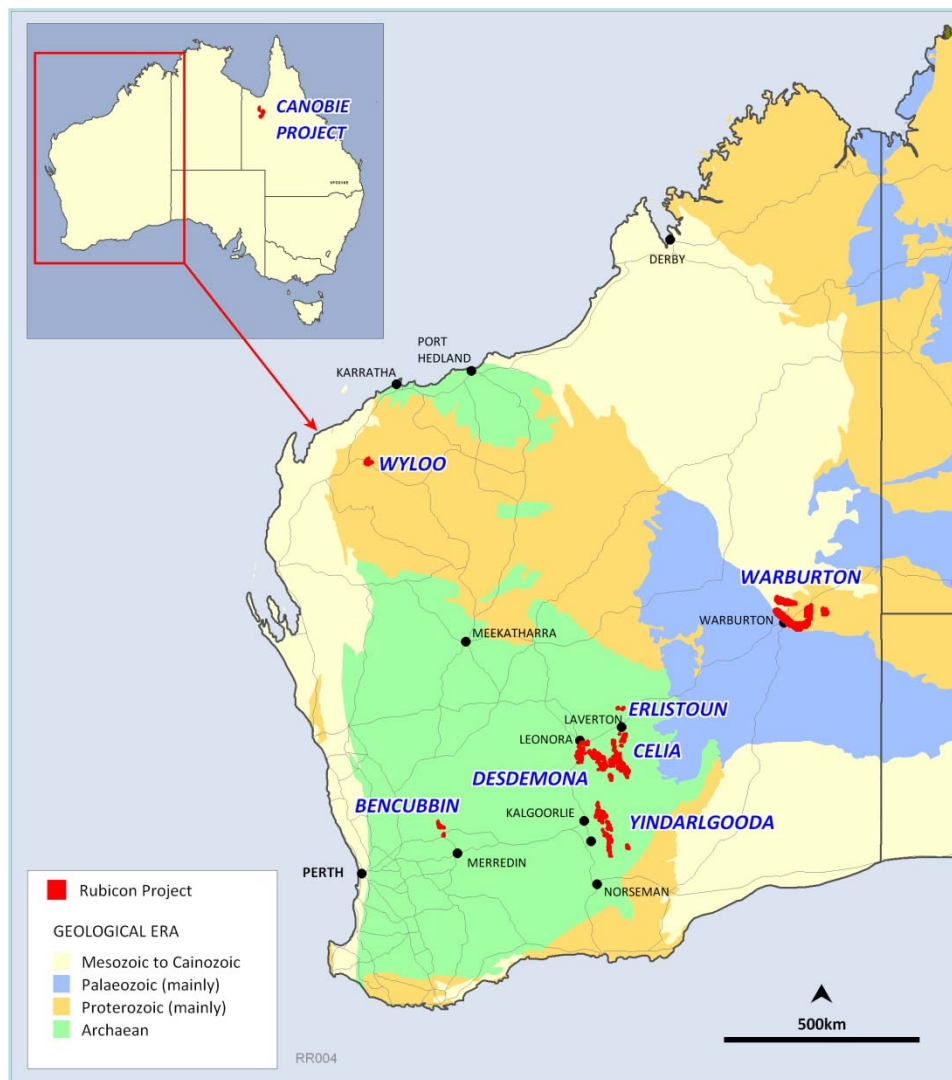 CANOBIE
PROJECT
DERBY
PORT
HEDLAND
KARRATHA
WYLOO
WARBURTON
WARBURTON
MEEKATHARRA
ERLISTOUN
LAVERTON
LEONORA
CELIA
DESDEMONA
BENCUBBIN
KALGOORLIE
YINDARLGOODA
MERREDIN
PERTH
NORSEMAN
Rubicon Project
GEOLOGICAL ERA
Mesozoic to Cainozoic
Palaeozoic (mainly)
Proterozoic (mainly)
Archaean
500km
RR004